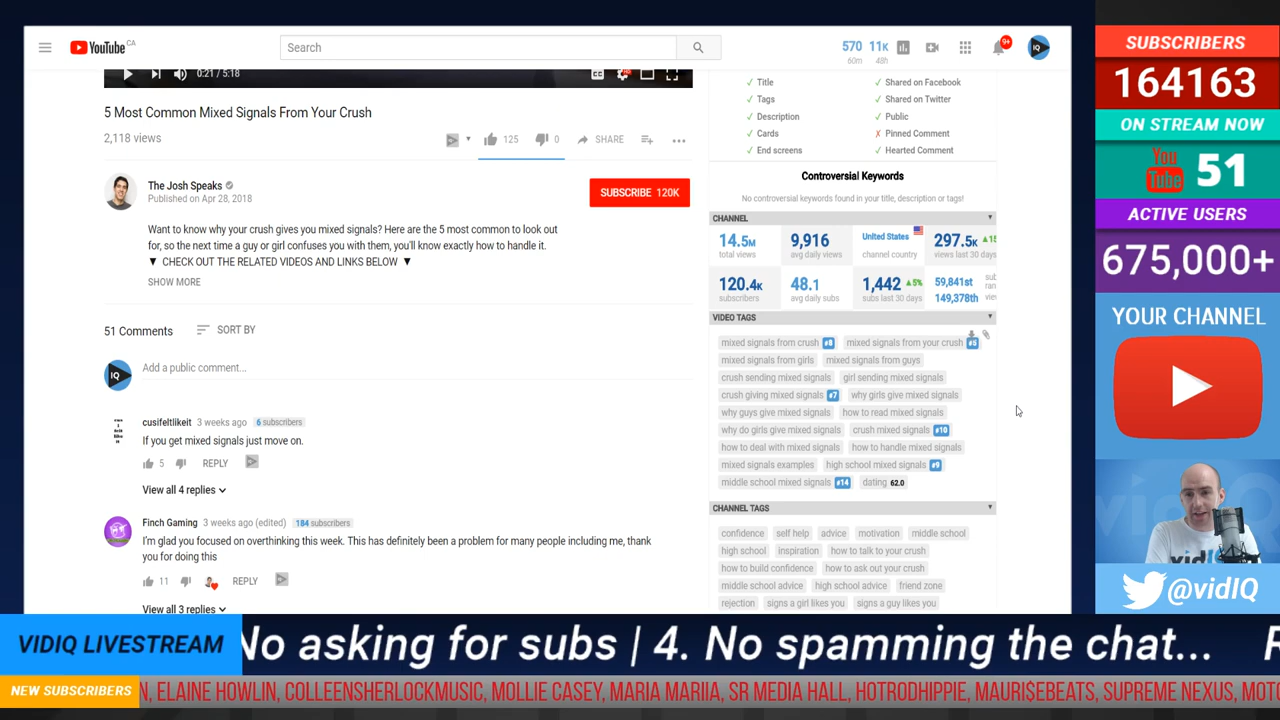 YouTube CA
Search
570 11K
60m 48h
9+
IQ
0:21 / 5:18
5 Most Common Mixed Signals From Your Crush
2,118 views
125 0 SHARE
The Josh Speaks
Published on Apr 28, 2018
SUBSCRIBE 120K
Want to know why your crush gives you mixed signals? Here are the 5 most common to look out
for, so the next time a guy or girl confuses you with them, you'll know exactly how to handle it.
▼ CHECK OUT THE RELATED VIDEOS AND LINKS BELOW ▼
SHOW MORE
51 Comments SORT BY
IQ
Add a public comment...
cusifeltlikeit 3 weeks ago 6 subscribers
If you get mixed signals just move on.
5 REPLY
View all 4 replies
Finch Gaming 3 weeks ago (edited) 184 subscribers
I'm glad you focused on overthinking this week. This has definitely been a problem for many people including me, thank
you for doing this
11 REPLY
View all 3 replies
✓ Title ✓ Shared on Facebook
✓ Tags ✓ Shared on Twitter
✓ Description ✓ Public
✓ Cards ✗ Pinned Comment
✓ End screens ✓ Hearted Comment
Controversial Keywords
No controversial keywords found in your title, description or tags!
CHANNEL
14.5M 9,916 United States 297.5K ▲15
total views avg daily views channel country views last 30 days
120.4K 48.1 1,442 ▲5% 59,841st sub
ran
149,378th vie
subscribers avg daily subs subs last 30 days
VIDEO TAGS
mixed signals from crush #8 mixed signals from your crush #5
mixed signals from girls mixed signals from guys
crush sending mixed signals girl sending mixed signals
crush giving mixed signals #7 why girls give mixed signals
why guys give mixed signals how to read mixed signals
why do girls give mixed signals crush mixed signals #10
how to deal with mixed signals how to handle mixed signals
mixed signals examples high school mixed signals #9
middle school mixed signals #14 dating 62.0
CHANNEL TAGS
confidence self help advice motivation middle school
high school inspiration how to talk to your crush
how to build confidence how to ask out your crush
middle school advice high school advice friend zone
rejection signs a girl likes you signs a guy likes you
SUBSCRIBERS
164163
ON STREAM NOW
You
Tube 51
ACTIVE USERS
675,000+
YOUR CHANNEL
vidIQ
@vidIQ
VIDIQ LIVESTREAM No asking for subs | 4. No spamming the chat...
NEW SUBSCRIBERS N, ELAINE HOWLIN, COLLEENSHERLOCKMUSIC, MOLLIE CASEY, MARIA MARIIA, SR MEDIA HALL, HOTRODHIPPIE, MAURI$EBEATS, SUPREME NEXUS, MOTO